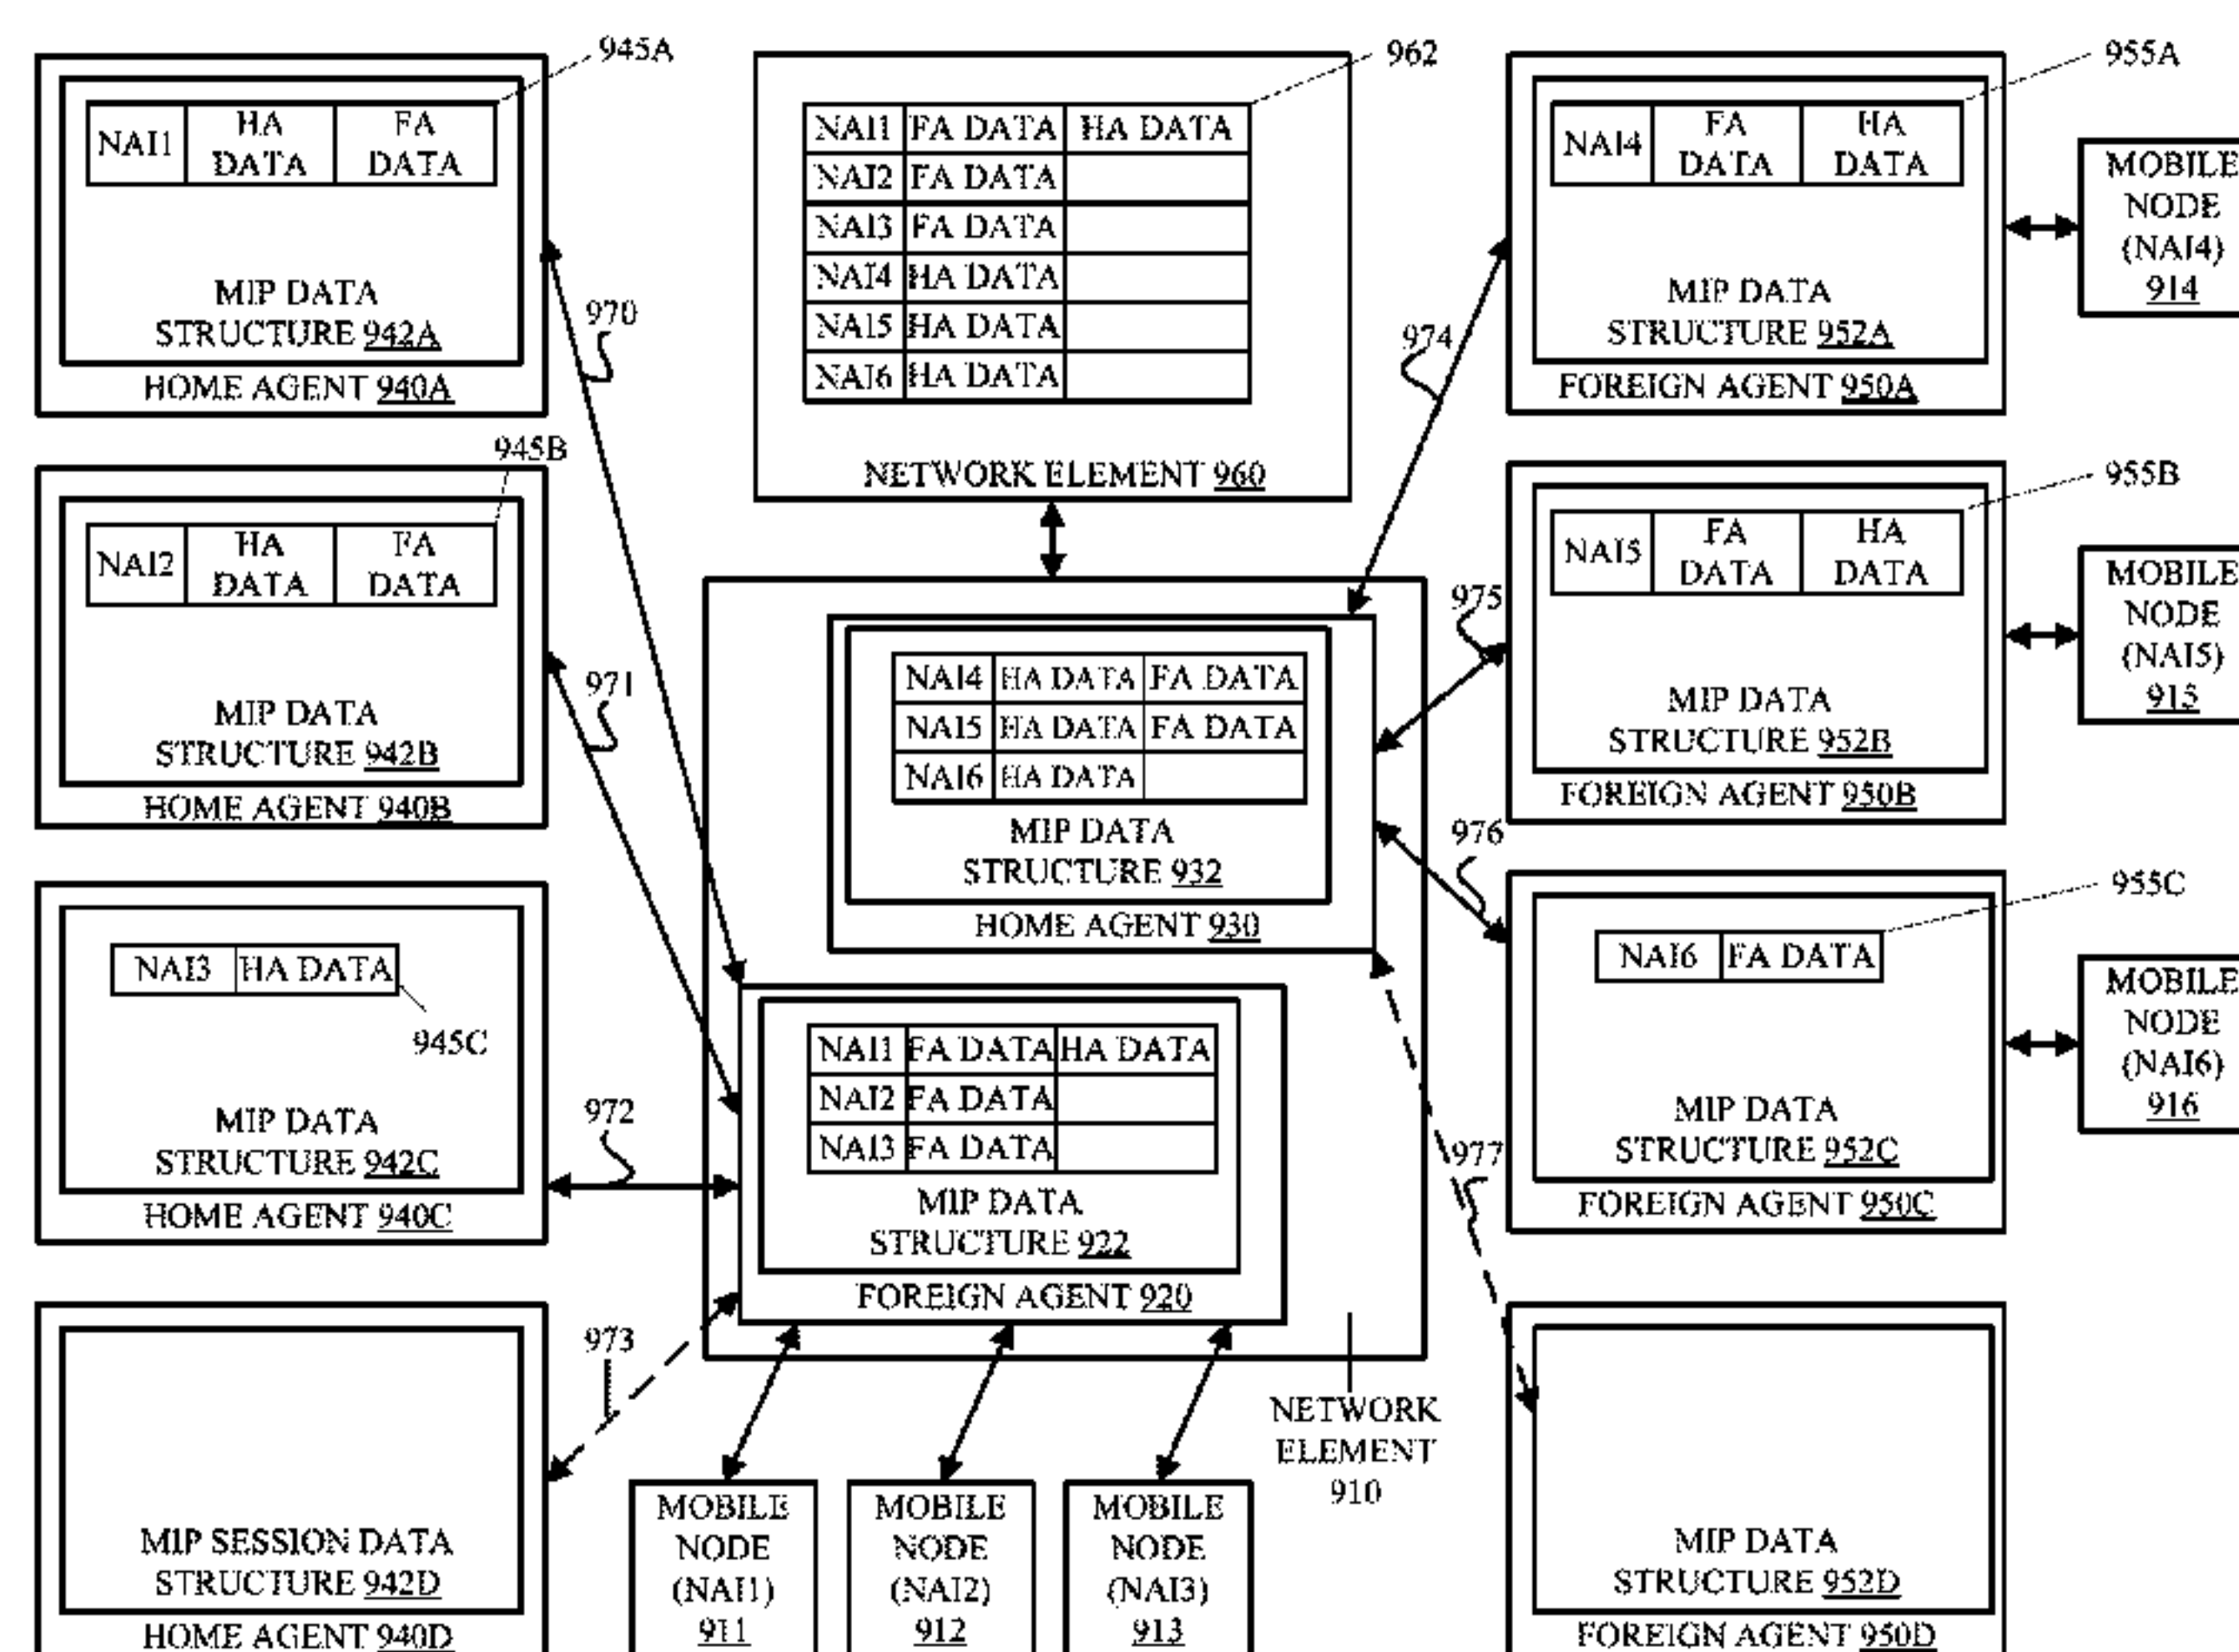 945A
NAI1 HA DATA FA DATA
MIP DATA
STRUCTURE 942A
HOME AGENT 940A
945B
NAI2 HA DATA FA DATA
MIP DATA
STRUCTURE 942B
HOME AGENT 940B
NAI3 HA DATA
945C
MIP DATA
STRUCTURE 942C
HOME AGENT 940C
MIP SESSION DATA
STRUCTURE 942D
HOME AGENT 940D
970
971
972
973
962
NAI1 FA DATA HA DATA
NAI2 FA DATA
NAI3 FA DATA
NAI4 HA DATA
NAI5 HA DATA
NAI6 HA DATA
NETWORK ELEMENT 960
NAI4 HA DATA FA DATA
NAI5 HA DATA FA DATA
NAI6 HA DATA
MIP DATA
STRUCTURE 932
HOME AGENT 930
NAI1 FA DATA HA DATA
NAI2 FA DATA
NAI3 FA DATA
MIP DATA
STRUCTURE 922
FOREIGN AGENT 920
NETWORK
ELEMENT
910
MOBILE
NODE
(NAI1)
911
MOBILE
NODE
(NAI2)
912
MOBILE
NODE
(NAI3)
913
974
975
976
977
955A
NAI4 FA DATA HA DATA
MIP DATA
STRUCTURE 952A
FOREIGN AGENT 950A
MOBILE
NODE
(NAI4)
914
955B
NAI5 FA DATA HA DATA
MIP DATA
STRUCTURE 952B
FOREIGN AGENT 950B
MOBILE
NODE
(NAI5)
915
955C
NAI6 FA DATA
MIP DATA
STRUCTURE 952C
FOREIGN AGENT 950C
MOBILE
NODE
(NAI6)
916
MIP DATA
STRUCTURE 952D
FOREIGN AGENT 950D